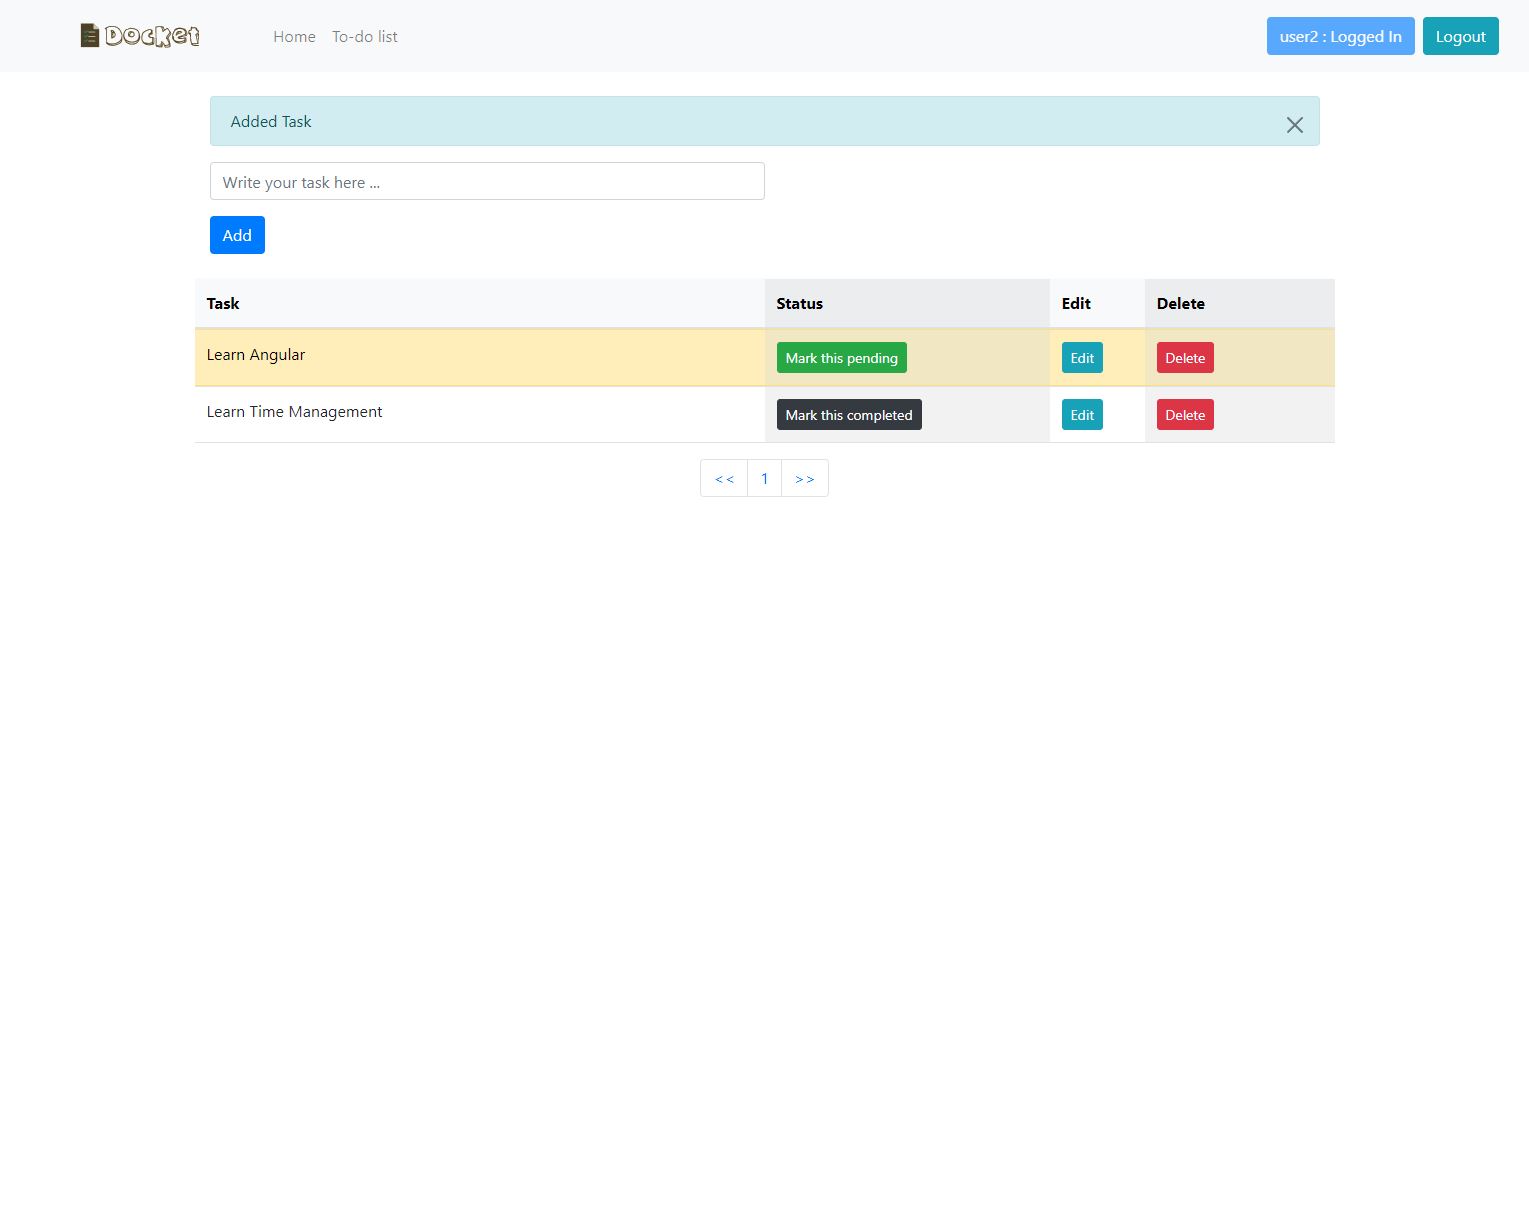 Docket Home To-do list user2 : Logged In Logout
Added Task
Write your task here ...
Add
Task Status Edit Delete
Learn Angular Mark this pending Edit Delete
Learn Time Management Mark this completed Edit Delete
<< 1 >>